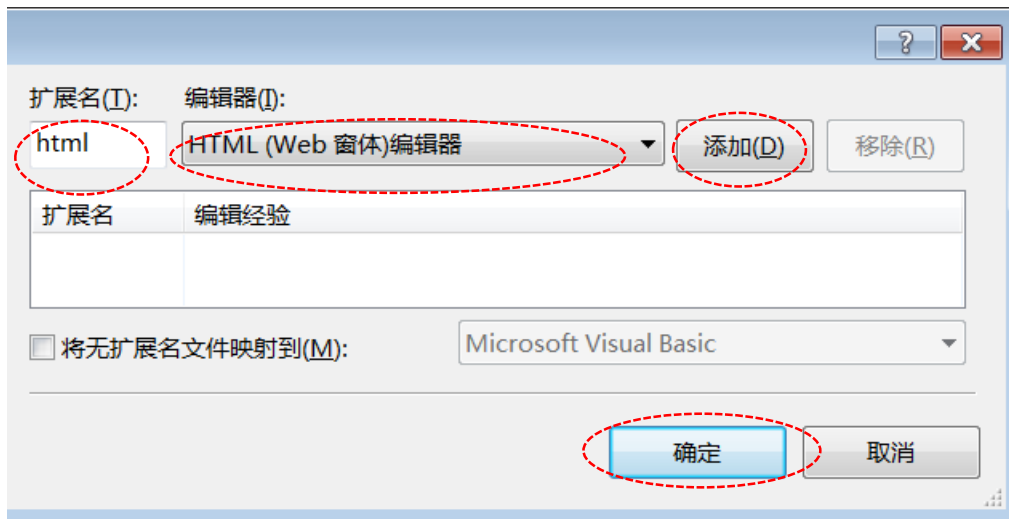 扩展名(T): 编辑器(I):
html HTML (Web 窗体)编辑器 添加(D) 移除(R)
扩展名 编辑经验
将无扩展名文件映射到(M): Microsoft Visual Basic
确定 取消